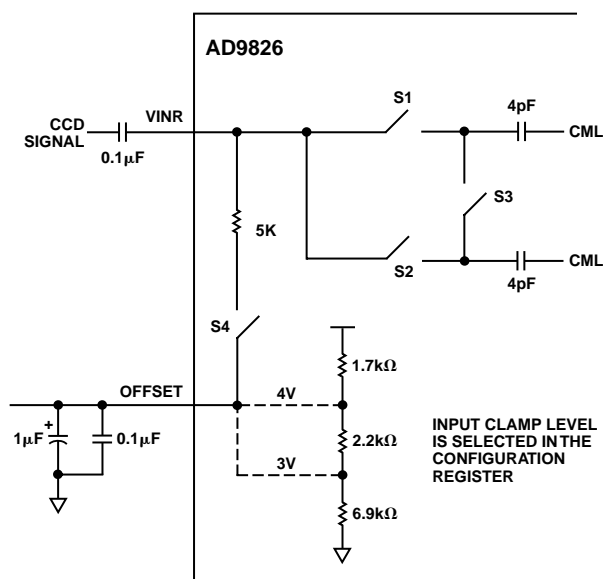 AD9826
S1
4pF
CCD
SIGNAL
VINR
CML
0.1μF
S3
5K
S2
CML
4pF
S4
1.7kΩ
OFFSET
4V
1μF
+
0.1μF
2.2kΩ
INPUT CLAMP LEVEL
IS SELECTED IN THE
CONFIGURATION
REGISTER
3V
6.9kΩ